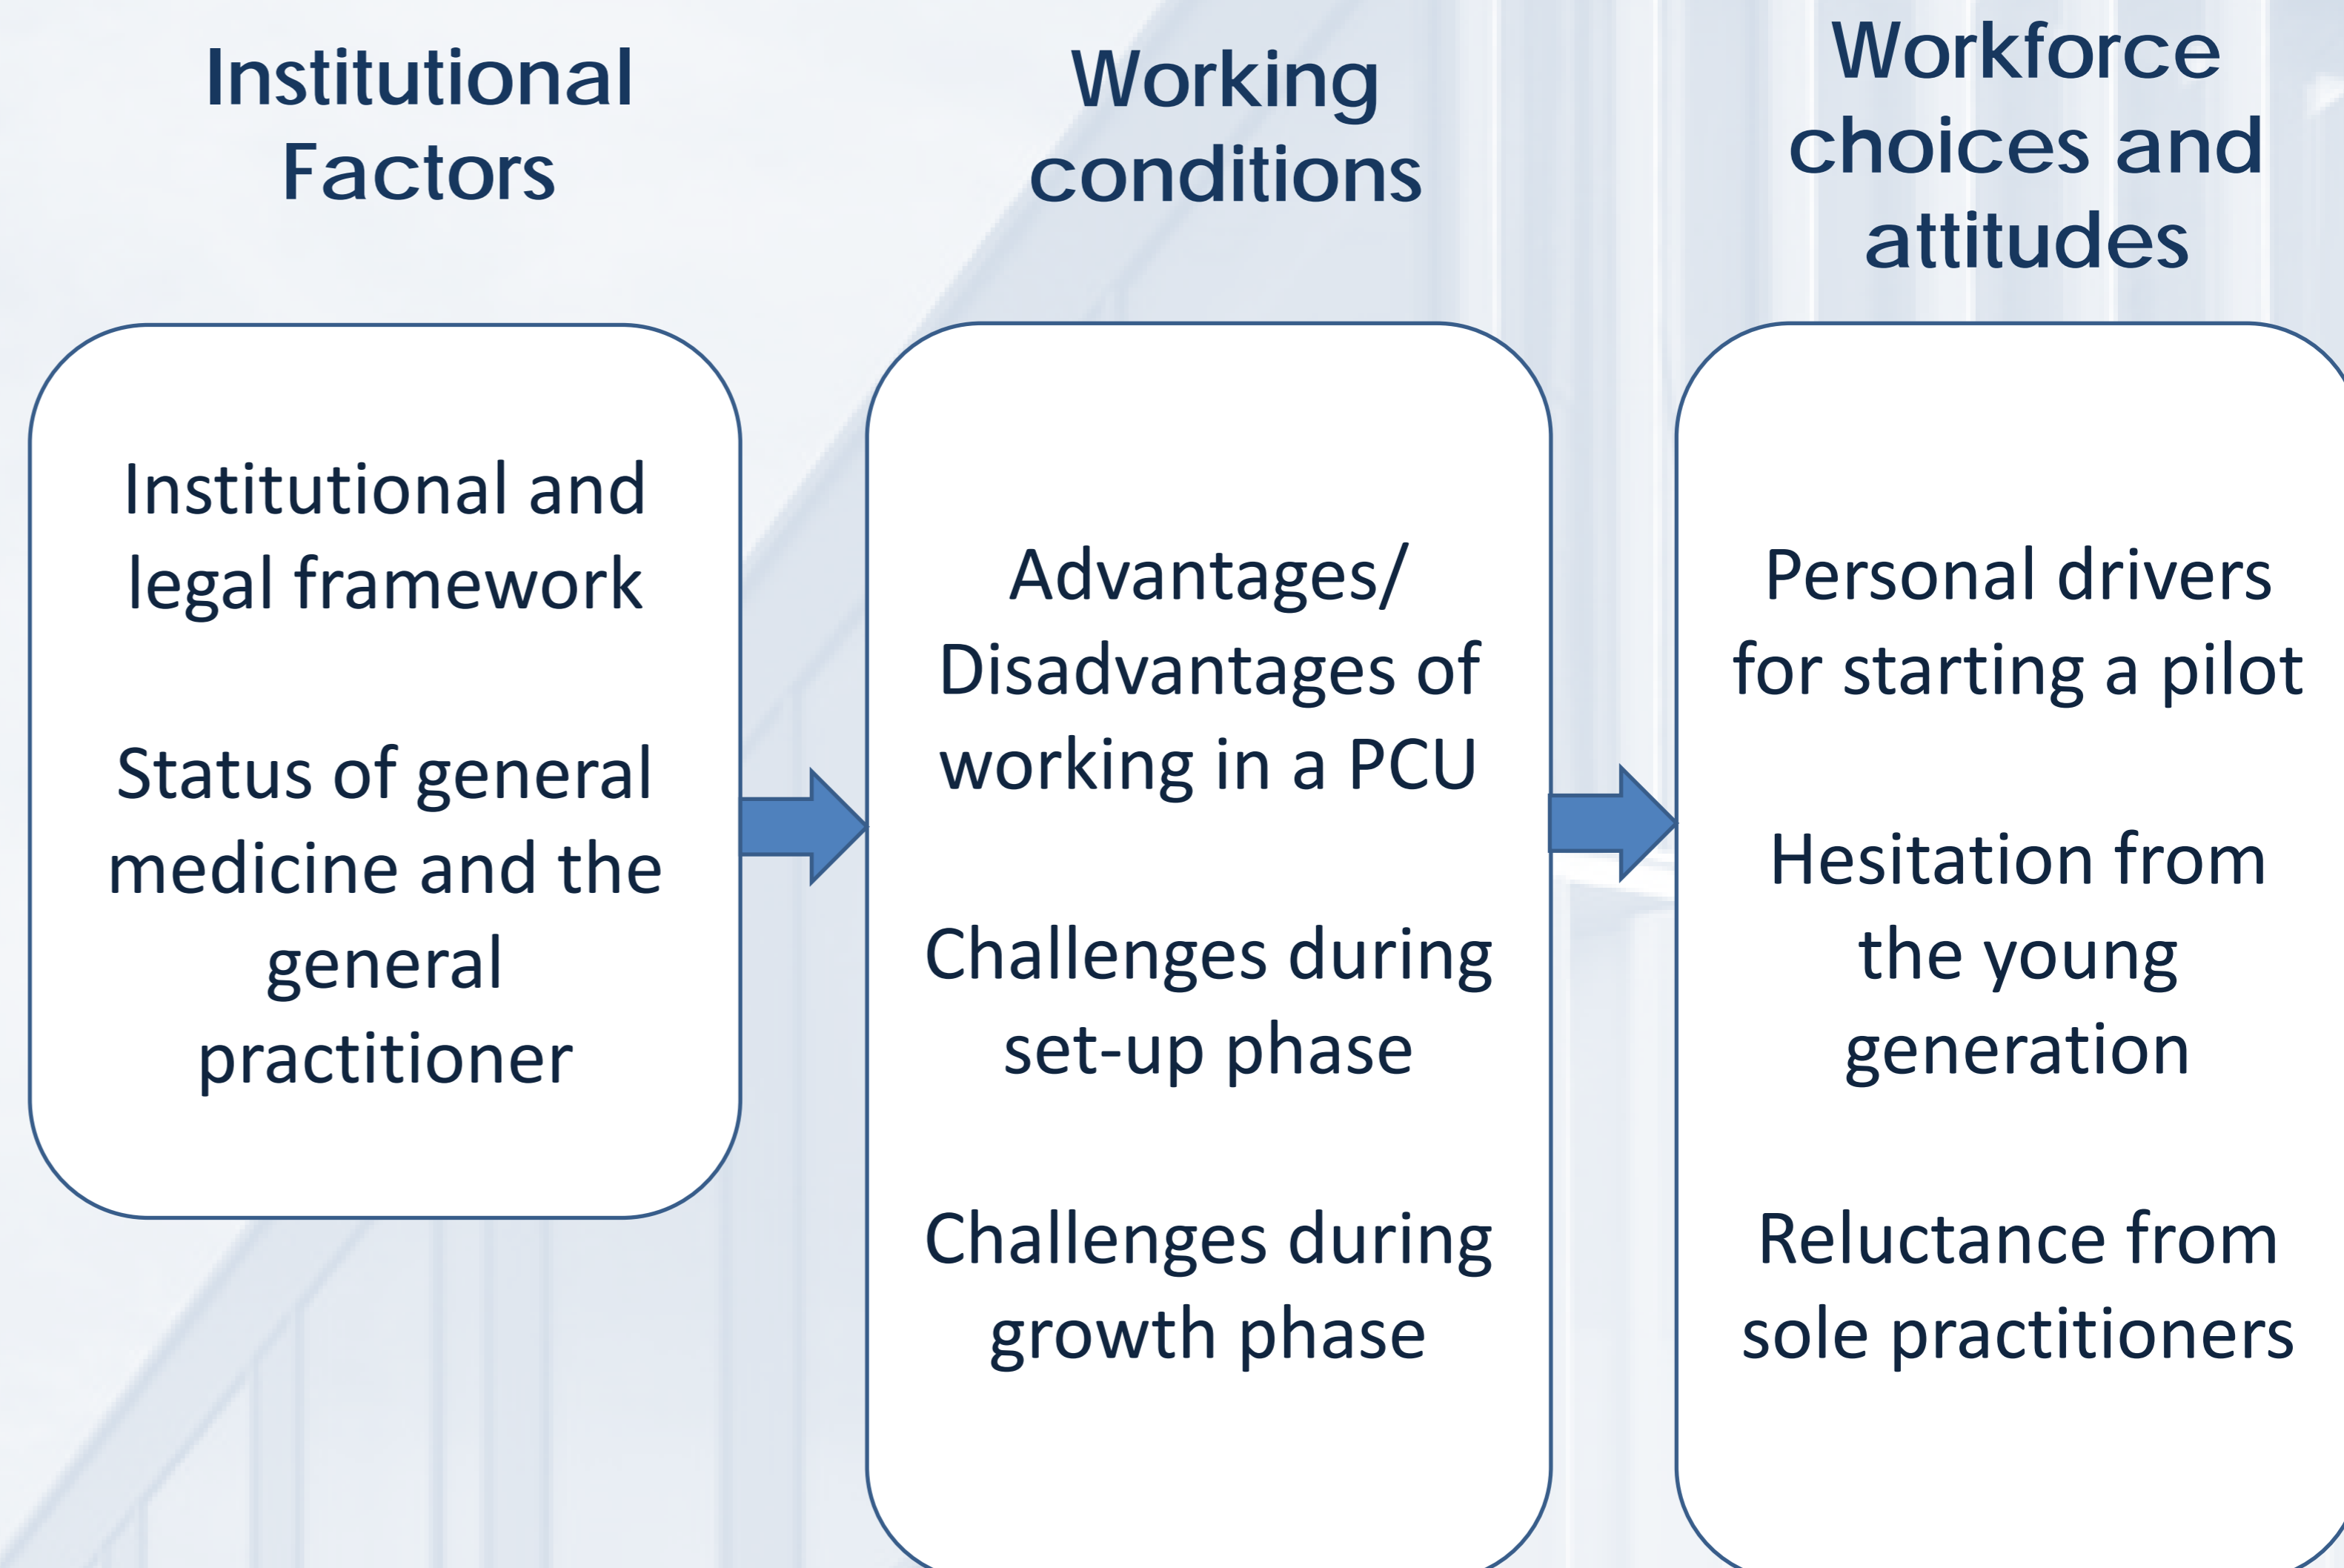 Institutional
Factors
Institutional and
legal framework
Status of general
medicine and the
general
practitioner
Working
conditions
Advantages/
Disadvantages of
working in a PCU
Challenges during
set-up phase
Challenges during
growth phase
Workforce
choices and
attitudes
Personal drivers
for starting a pilot
Hesitation from
the young
generation
Reluctance from
sole practitioners